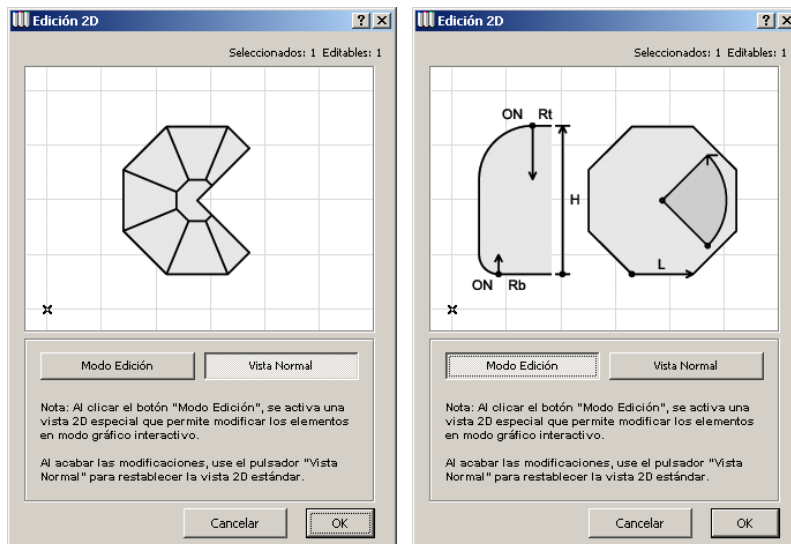 Edición 2D
Seleccionados: 1 Editables: 1
Modo Edición
Vista Normal
Nota: Al clicar el botón "Modo Edición", se activa una
vista 2D especial que permite modificar los elementos
en modo gráfico interactivo.
Al acabar las modificaciones, use el pulsador "Vista
Normal" para restablecer la vista 2D estándar.
Cancelar
OK
Edición 2D
Seleccionados: 1 Editables: 1
ON Rt
H
L
ON Rb
Modo Edición
Vista Normal
Nota: Al clicar el botón "Modo Edición", se activa una
vista 2D especial que permite modificar los elementos
en modo gráfico interactivo.
Al acabar las modificaciones, use el pulsador "Vista
Normal" para restablecer la vista 2D estándar.
Cancelar
OK